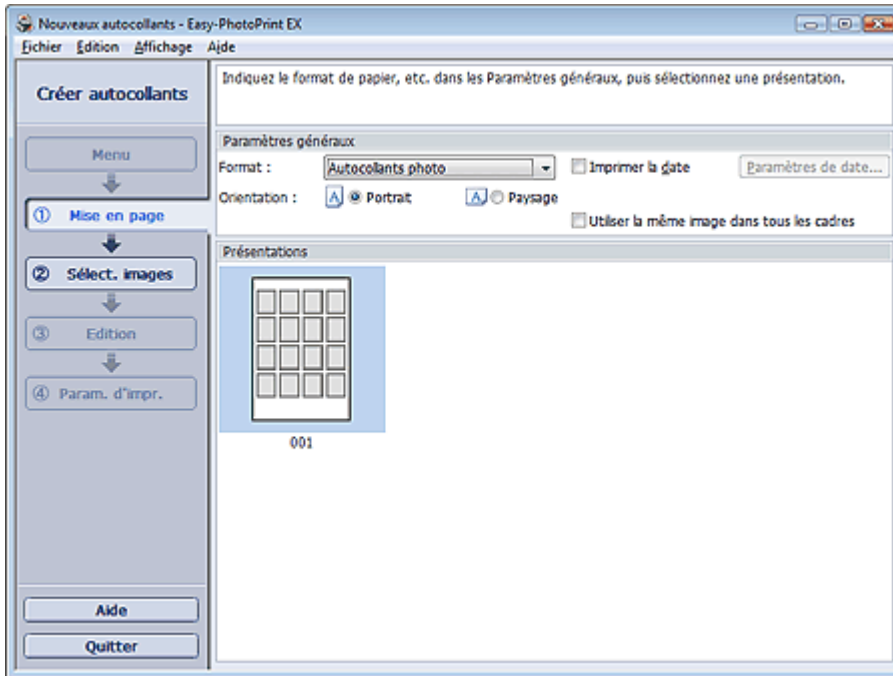 Nouveaux autocollants - Easy-PhotoPrint EX
Fichier Edition Affichage Aide
Créer autocollants
Indiquez le format de papier, etc. dans les Paramètres généraux, puis sélectionnez une présentation.
Menu
① Mise en page
② Sélect. images
③ Edition
④ Param. d'impr.
Aide
Quitter
Paramètres généraux
Format : Autocollants photo Imprimer la date Paramètres de date...
Orientation : A Portrait A Paysage
Utiliser la même image dans tous les cadres
Présentations
001